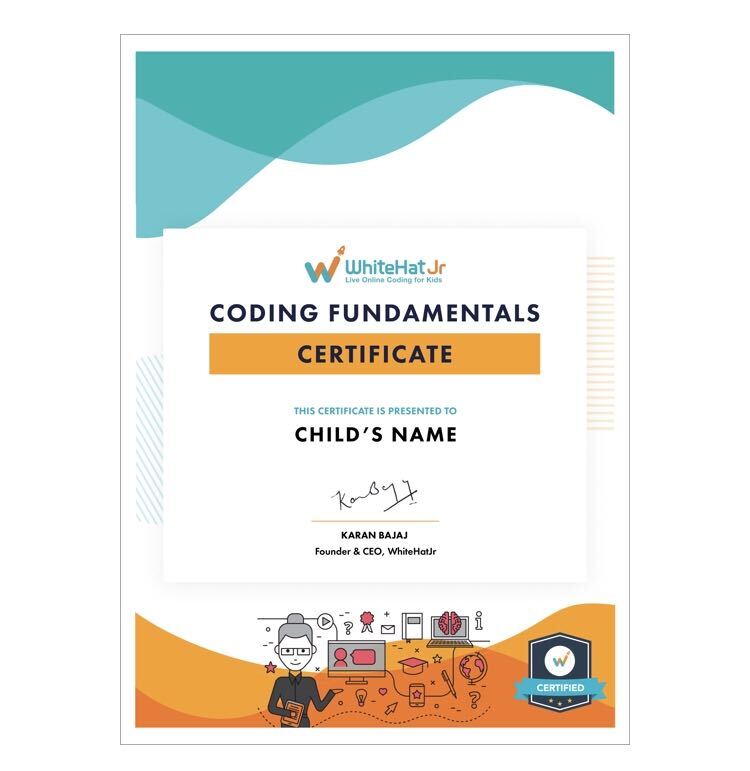 WhiteHat Jr
Live Online Coding for Kids
CODING FUNDAMENTALS
CERTIFICATE
THIS CERTIFICATE IS PRESENTED TO
CHILD'S NAME
Karan Bajaj
KARAN BAJAJ
Founder & CEO, WhiteHatJr
CERTIFIED